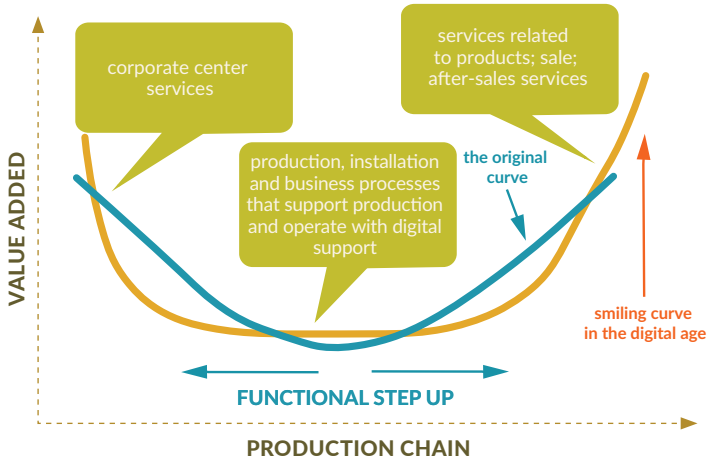 corporate center
services
services related
to products; sale;
after-sales services
production, installation
and business processes
that support production
and operate with digital
support
the original
curve
smiling curve
in the digital age
VALUE ADDED
FUNCTIONAL STEP UP
PRODUCTION CHAIN